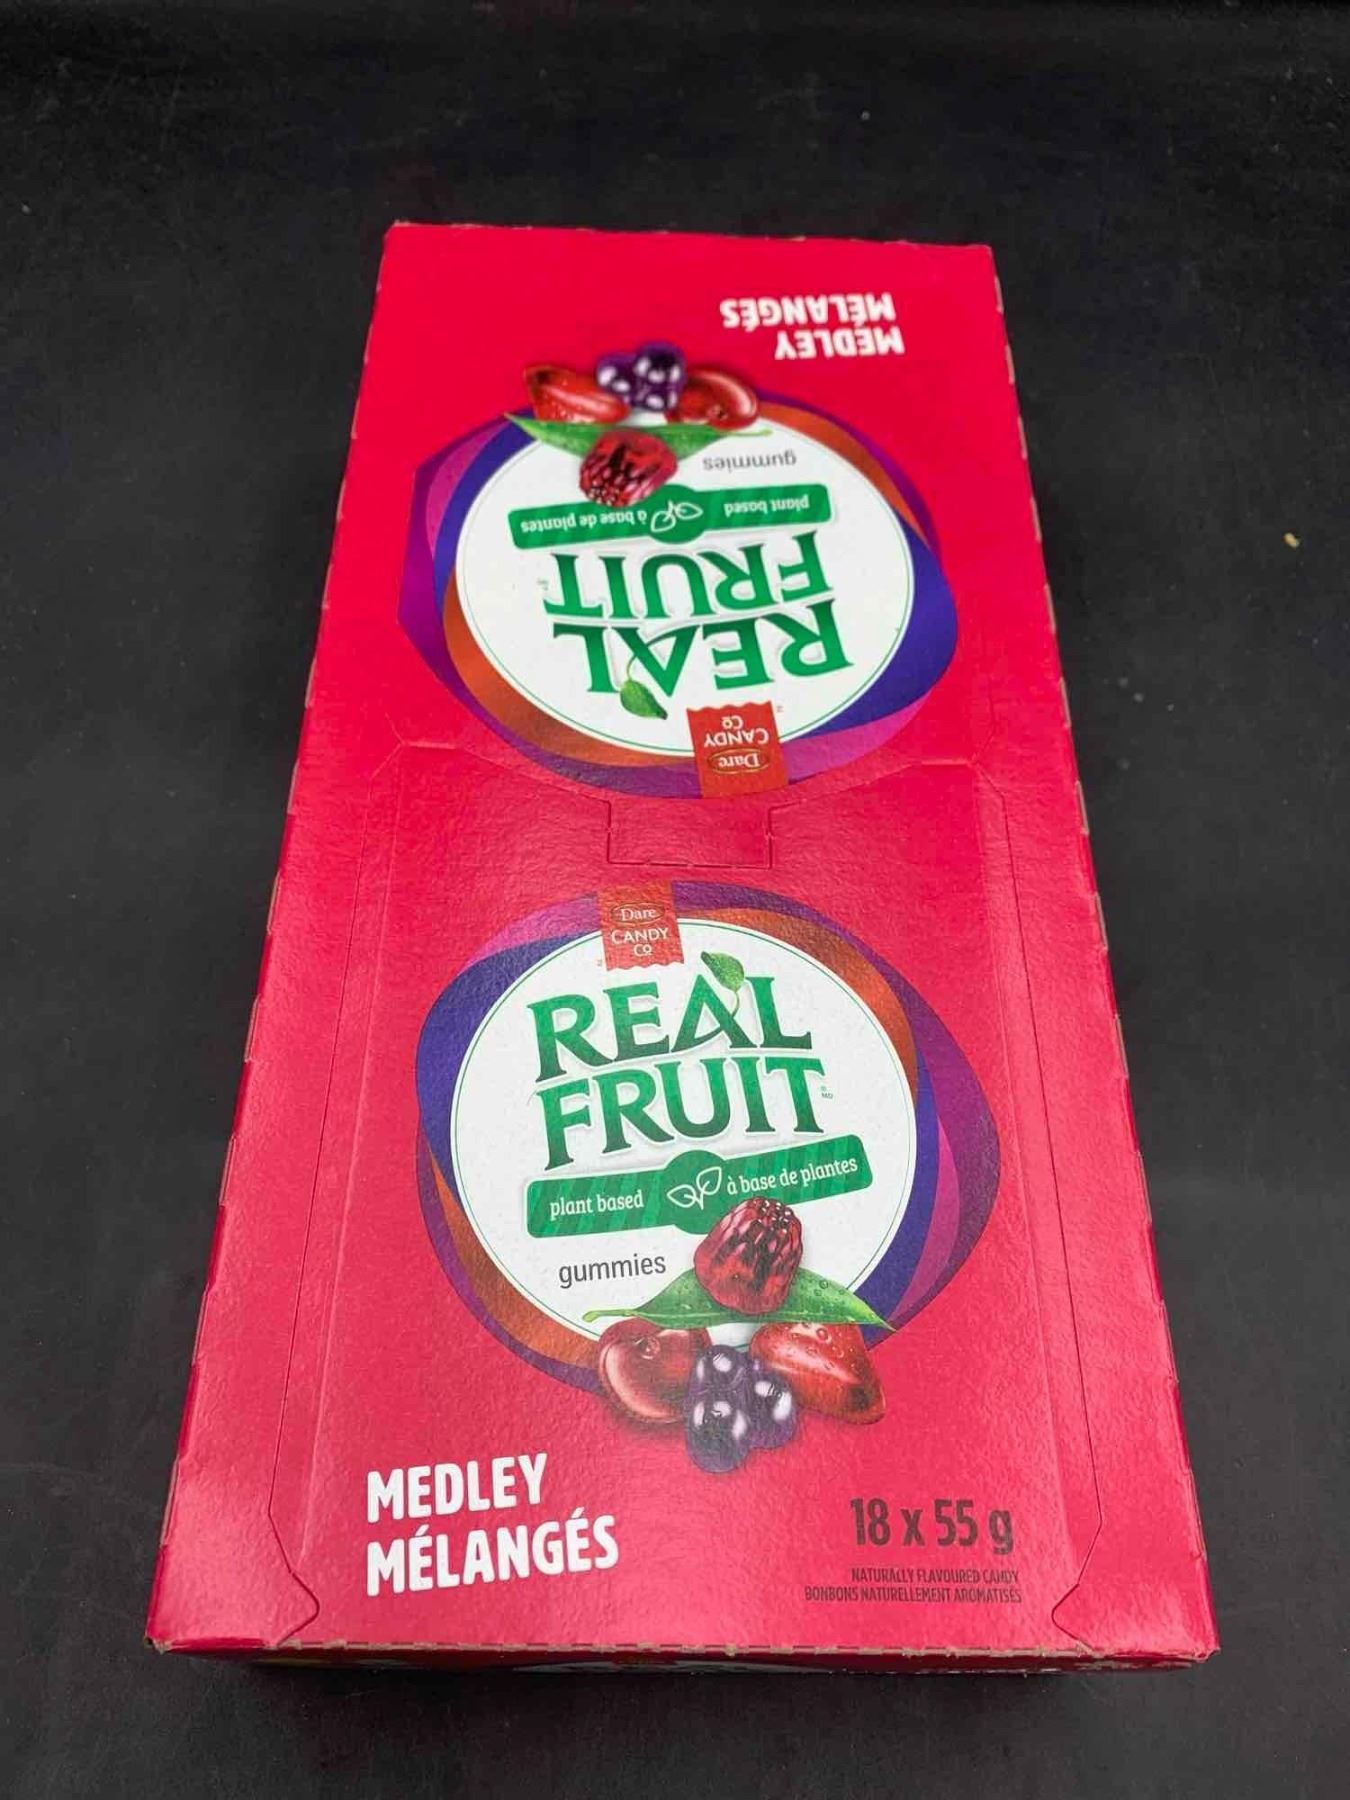 MEDLEY
MÉLANGÉS
gummies
plant based à base de plantes
REAL
FRUIT
Dare
CANDY
CO
Dare
CANDY
CO
REAL
FRUIT
plant based à base de plantes
gummies
MEDLEY
MÉLANGÉS
18 x 55 g
NATURALLY FLAVOURED CANDY
BONBONS NATURELLEMENT AROMATISÉS